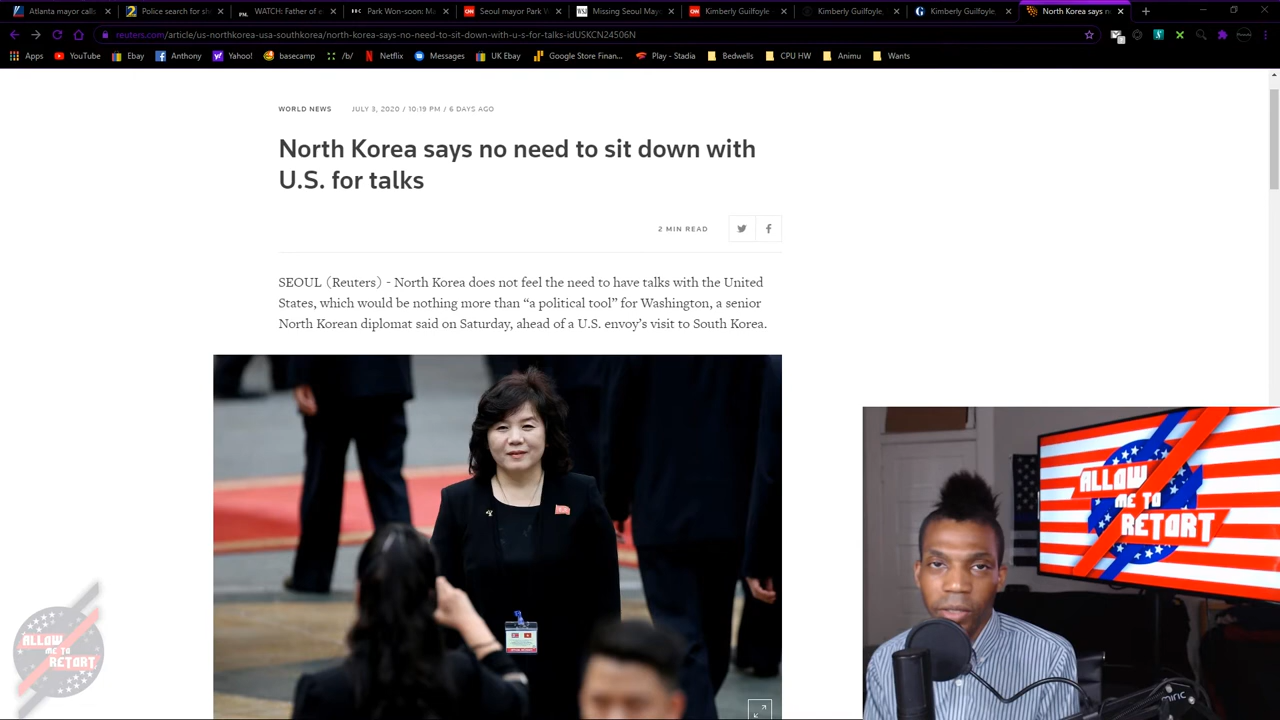 Atlanta mayor calls
Police search for sh
WATCH: Father of e
Park Won-soon: Ma
Seoul mayor Park W
Missing Seoul Mayo
Kimberly Guilfoyle
Kimberly Guilfoyle,
Kimberly Guilfoyle,
North Korea says no
reuters.com/article/us-northkorea-usa-southkorea/north-korea-says-no-need-to-sit-down-with-u-s-for-talks-idUSKCN24506N
Apps YouTube Ebay Anthony Yahoo! basecamp /b/ Netflix Messages UK Ebay Google Store Finan... Play - Stadia Bedwells CPU HW Animu Wants
WORLD NEWS JULY 3, 2020 / 10:19 PM / 6 DAYS AGO
North Korea says no need to sit down with
U.S. for talks
2 MIN READ
SEOUL (Reuters) - North Korea does not feel the need to have talks with the United
States, which would be nothing more than “a political tool” for Washington, a senior
North Korean diplomat said on Saturday, ahead of a U.S. envoy’s visit to South Korea.
ALLOW
ME TO
RETORT
ALLOW
ME TO
RETORT